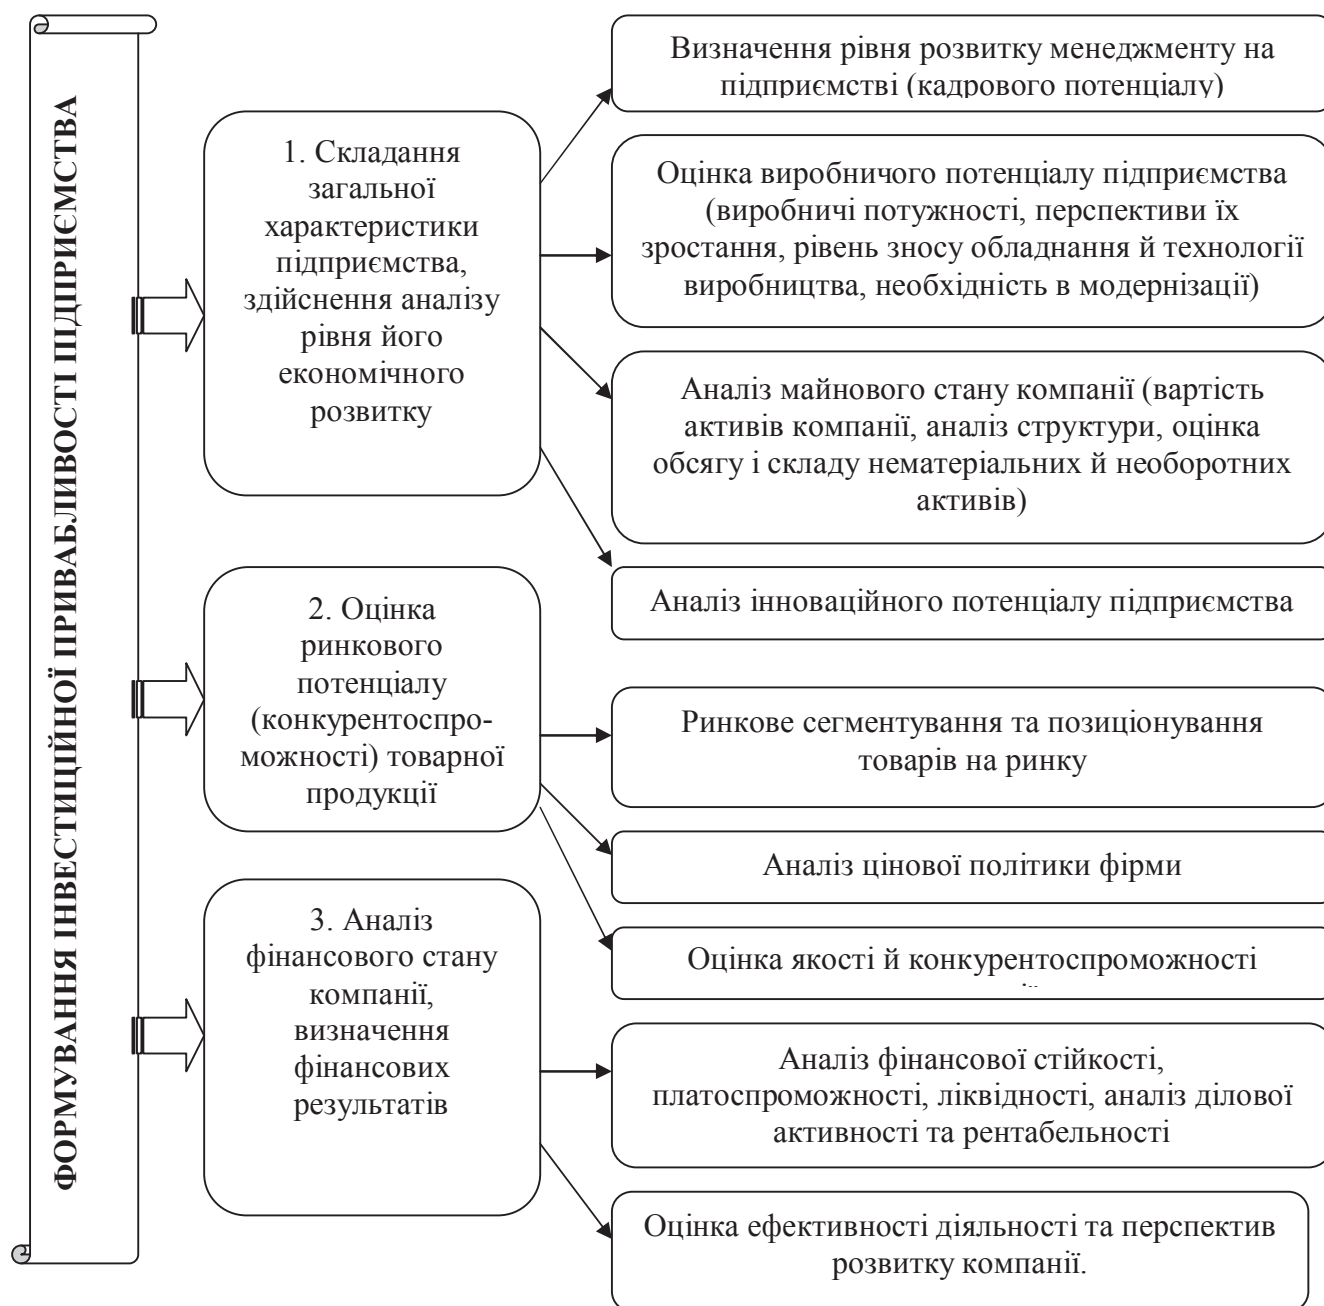 ФОРМУВАННЯ ІНВЕСТИЦІЙНОЇ ПРИВАБЛИВОСТІ ПІДПРИЄМСТВА
1. Складання
загальної
характеристики
підприємства,
здійснення аналізу
рівня його
економічного
розвитку
Визначення рівня розвитку менеджменту на
підприємстві (кадрового потенціалу)
Оцінка виробничого потенціалу підприємства
(виробничі потужності, перспективи їх
зростання, рівень зносу обладнання й технології
виробництва, необхідність в модернізації)
Аналіз майнового стану компанії (вартість
активів компанії, аналіз структури, оцінка
обсягу і складу нематеріальних й необоротних
активів)
Аналіз інноваційного потенціалу підприємства
2. Оцінка
ринкового
потенціалу
(конкурентоспро-
можності) товарної
продукції
Ринкове сегментування та позиціонування
товарів на ринку
Аналіз цінової політики фірми
Оцінка якості й конкурентоспроможності
3. Аналіз
фінансового стану
компанії,
визначення
фінансових
результатів
Аналіз фінансової стійкості,
платоспроможності, ліквідності, аналіз ділової
активності та рентабельності
Оцінка ефективності діяльності та перспектив
розвитку компанії.